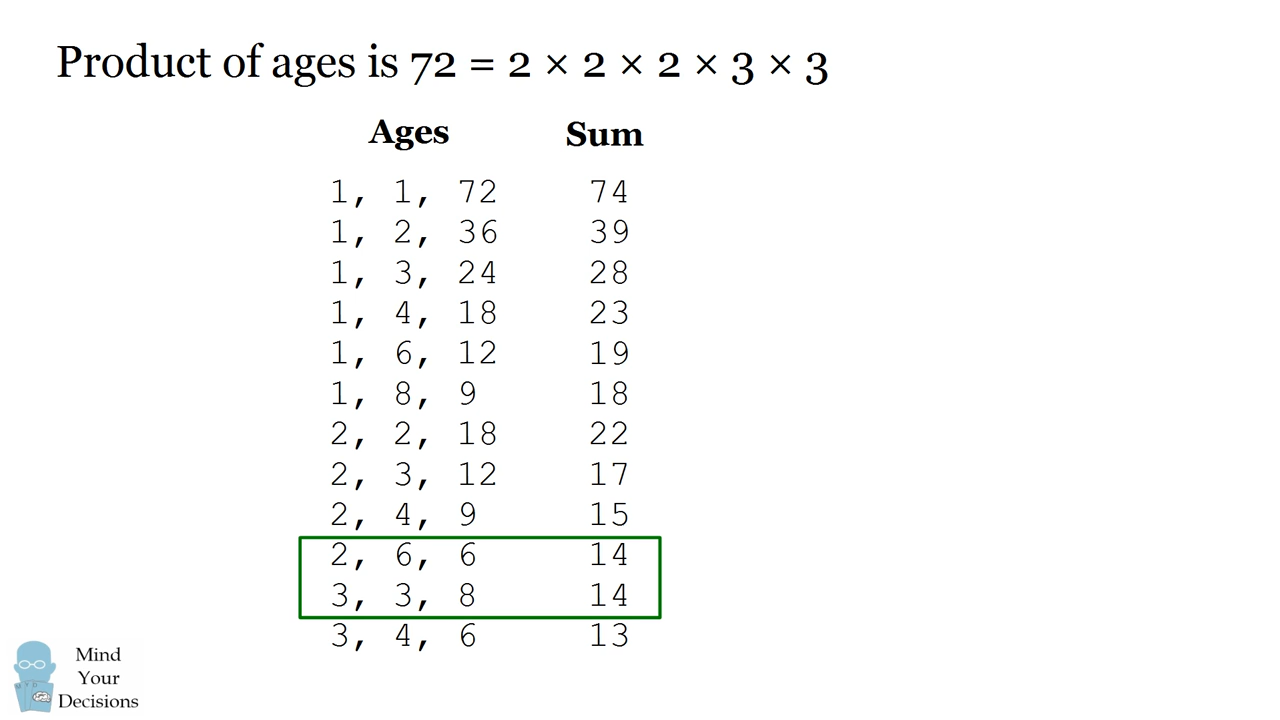 Product of ages is 72 = 2 × 2 × 2 × 3 × 3
Ages Sum
1, 1, 72 74
1, 2, 36 39
1, 3, 24 28
1, 4, 18 23
1, 6, 12 19
1, 8, 9 18
2, 2, 18 22
2, 3, 12 17
2, 4, 9 15
2, 6, 6 14
3, 3, 8 14
3, 4, 6 13
Mind
Your
Decisions